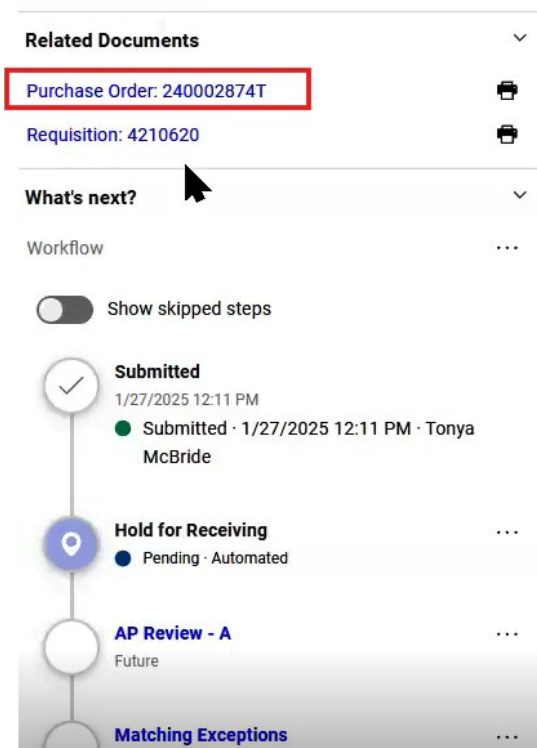 Related Documents
Purchase Order: 240002874T
Requisition: 4210620
What's next?
Workflow
Show skipped steps
Submitted
1/27/2025 12:11 PM
Submitted · 1/27/2025 12:11 PM · Tonya
McBride
Hold for Receiving
Pending · Automated
AP Review - A
Future
Matching Exceptions